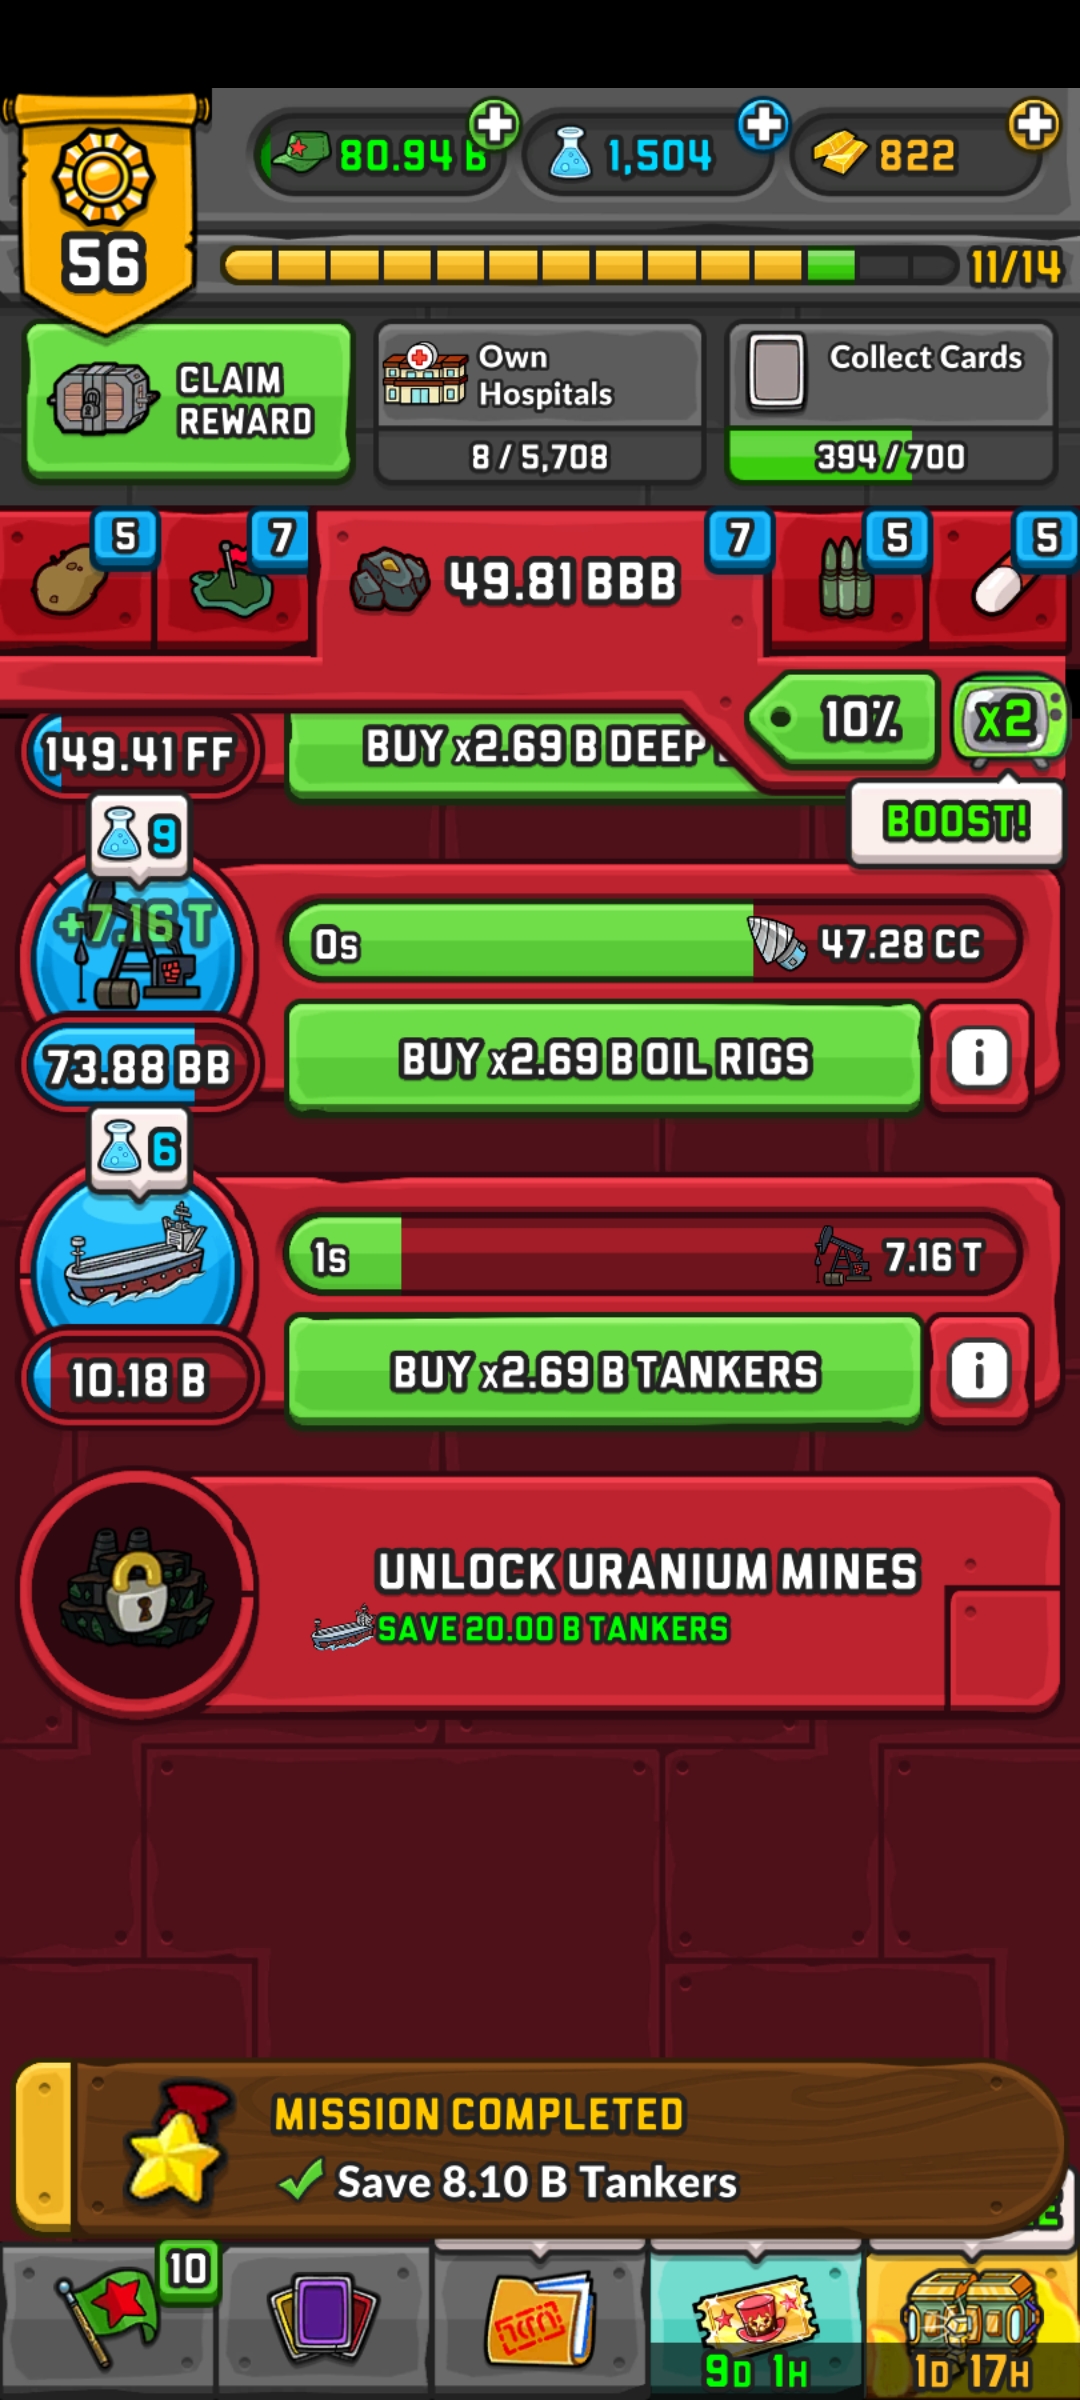 80.94 B
1,504
822
56
11/14
CLAIM
REWARD
Own
Hospitals
8 / 5,708
Collect Cards
394 / 700
5
7
49.81 BBB
7
5
5
10%
x2
BOOST!
149.41 FF
BUY x2.69 B DEEP
9
+7.16 T
0s
47.28 CC
73.88 BB
BUY x2.69 B OIL RIGS
i
6
1s
7.16 T
10.18 B
BUY x2.69 B TANKERS
i
UNLOCK URANIUM MINES
SAVE 20.00 B TANKERS
MISSION COMPLETED
Save 8.10 B Tankers
10
9D 1H
1D 17H